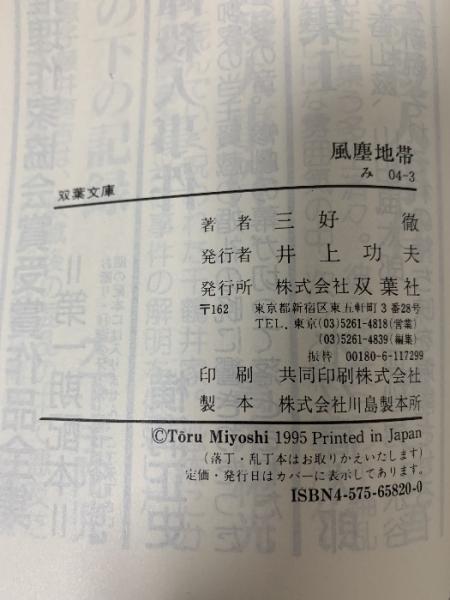 風塵地帯
み 04-3
双葉文庫
著者 三好 徹
発行者 井上功夫
発行所 株式会社双葉社
〒162 東京都新宿区東五軒町3番28号
TEL. 東京(03)5261-4818(営業)
(03)5261-4839(編集)
振替 00180-6-117299
印刷 共同印刷株式会社
製本 株式会社川島製本所
©Tōru Miyoshi 1995 Printed in Japan
(落丁・乱丁本はお取りかえいたします)
定価・発行日はカバーに表示してあります。
ISBN4-575-65820-0